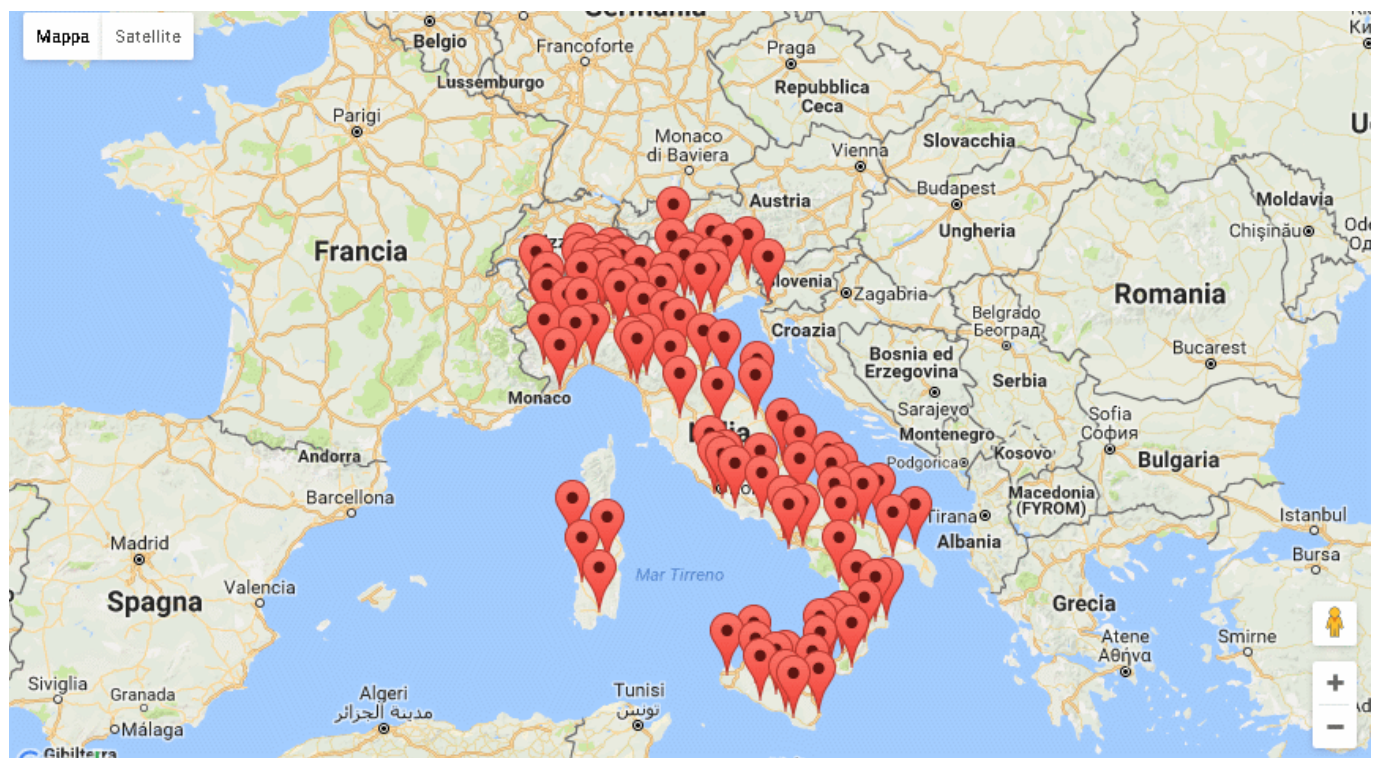 Mappa
Satellite
Germania
Belgio
Francoforte
Praga
Lussemburgo
Repubblica
Ceca
Parigi
Monaco
di Baviera
Slovacchia
Vienna
Budapest
Austria
Moldavia
Ungheria
Chișinău
Francia
Slovenia
Zagabria
Romania
Belgrado
Београд
Croazia
Bucarest
Bosnia ed
Erzegovina
Serbia
Monaco
Sarajevo
Sofia
София
Montenegro
Kosovo
Andorra
Podgorica
Bulgaria
Barcellona
Macedonia
(FYROM)
Tirana
Istanbul
Madrid
Albania
Bursa
Mar Tirreno
Valencia
Spagna
Grecia
Atene
Αθήνα
Smirne
Siviglia
Granada
Algeri
مدينة الجزائر
Tunisi
تونس
Málaga
Gibilterra
+
−